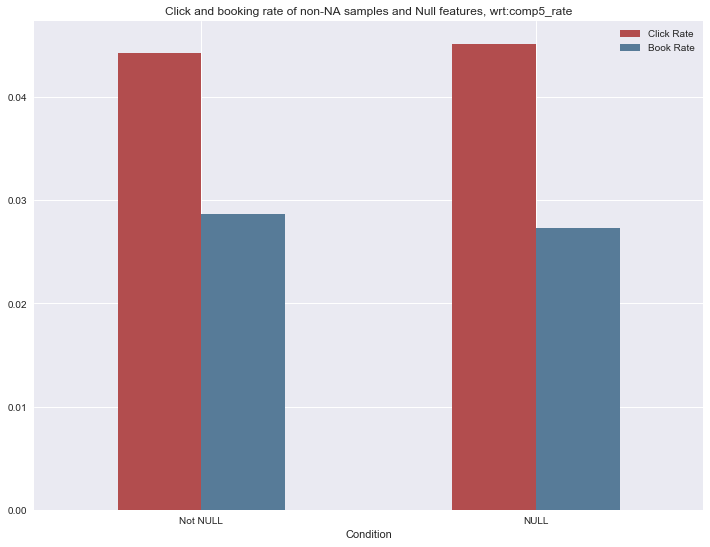 Click and booking rate of non-NA samples and Null features, wrt:comp5_rate
Click Rate
Book Rate
0.04
0.03
0.02
0.01
0.00
Not NULL
NULL
Condition